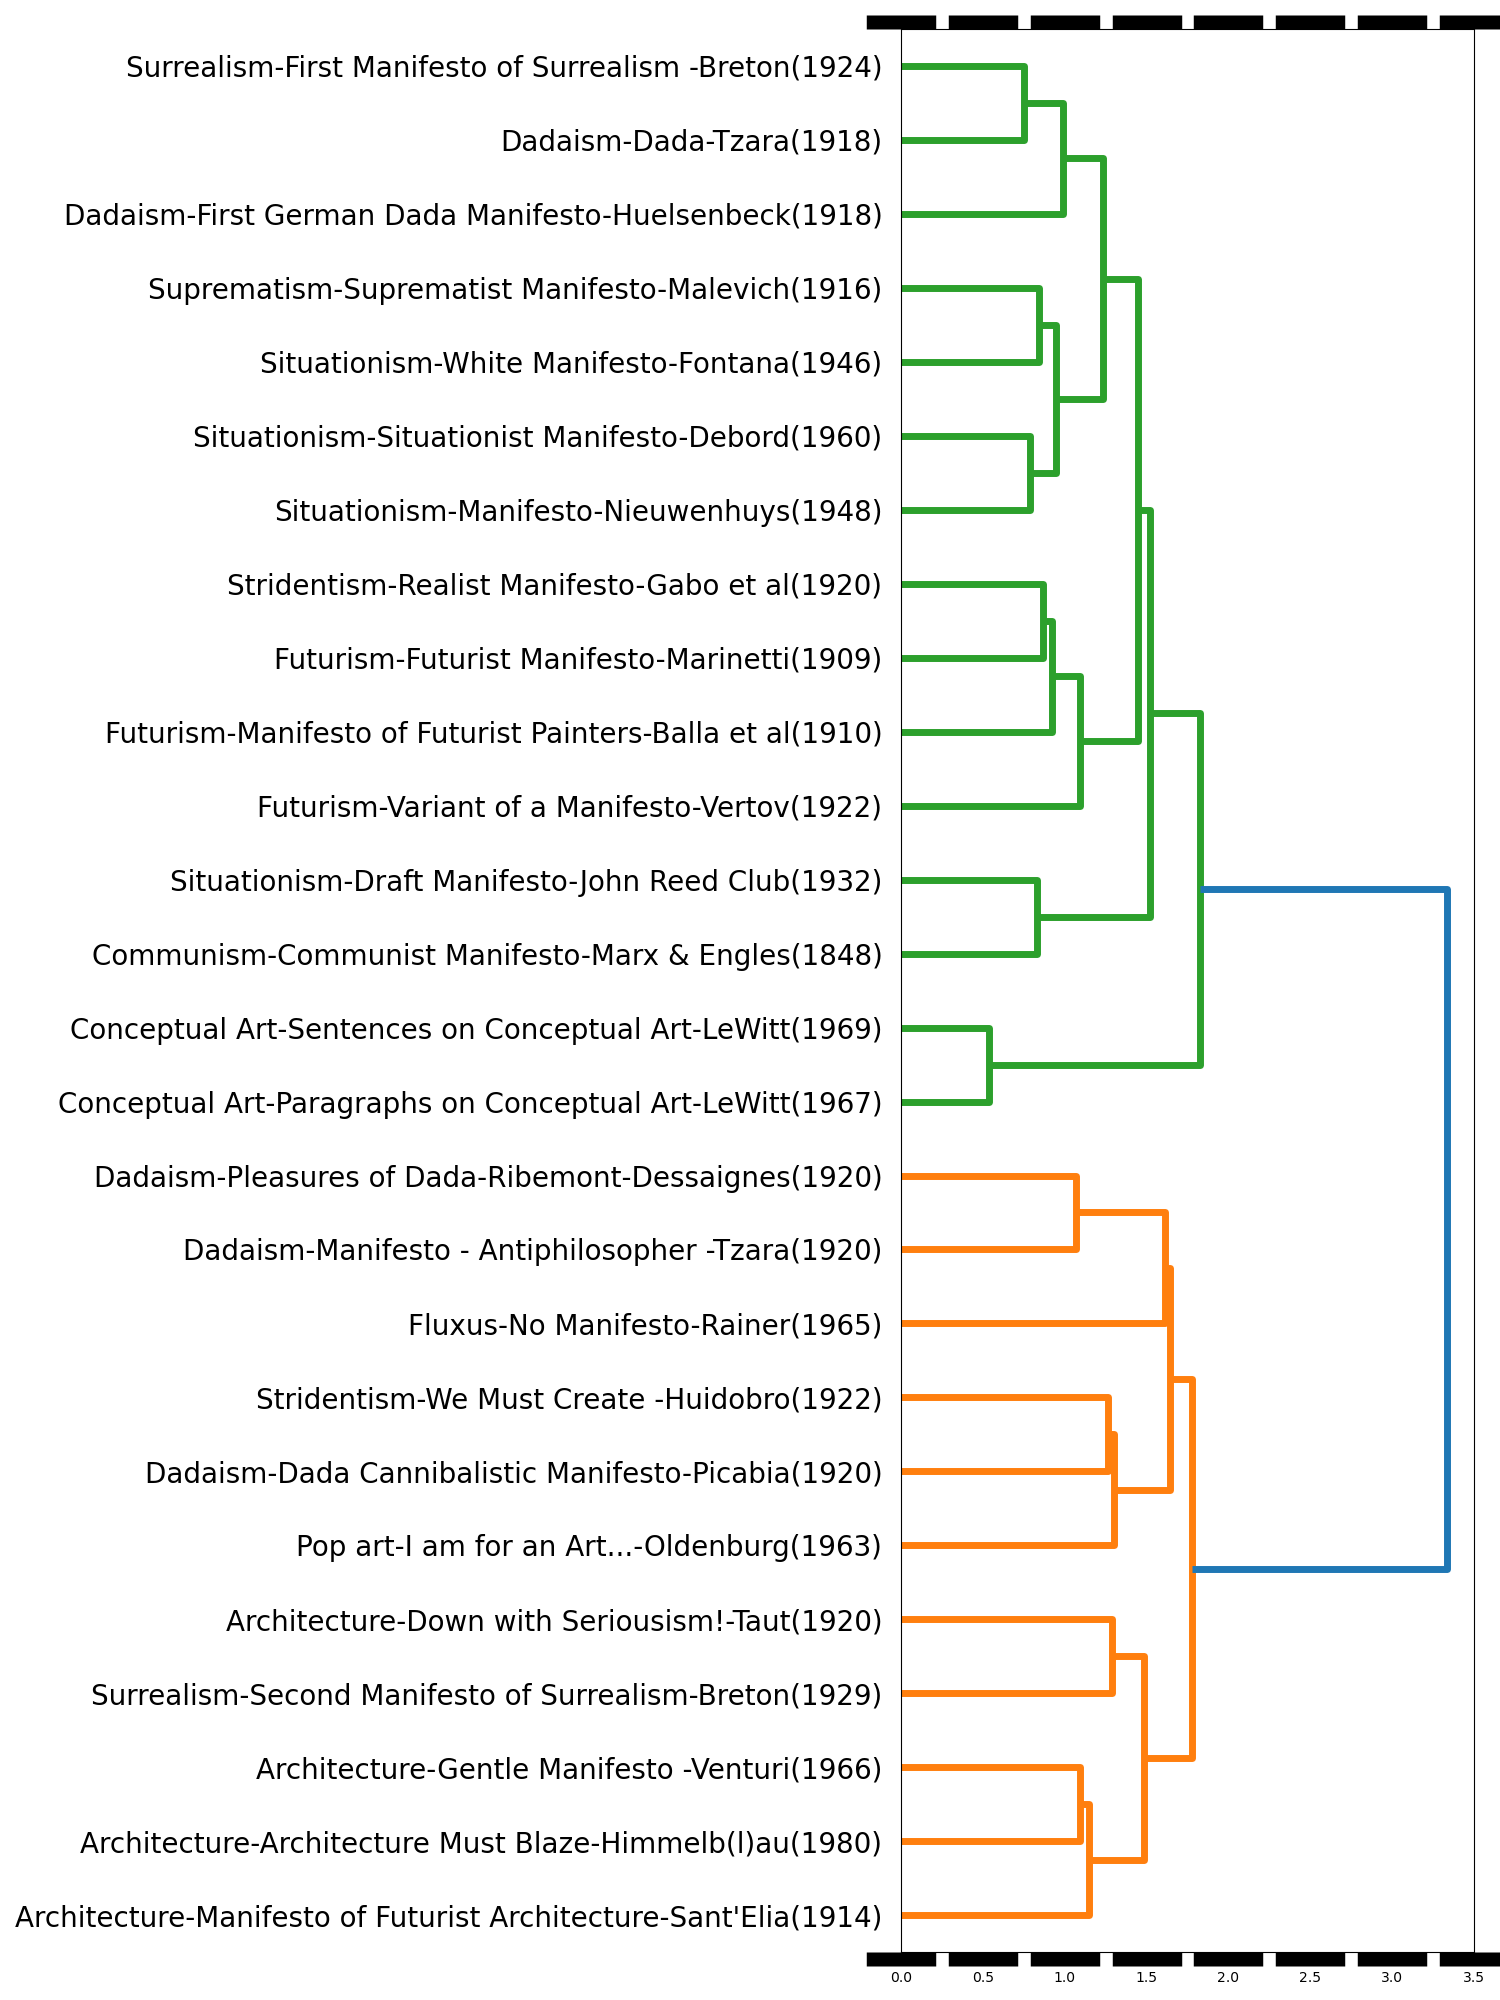 Surrealism-First Manifesto of Surrealism -Breton(1924)
Dadaism-Dada-Tzara(1918)
Dadaism-First German Dada Manifesto-Huelsenbeck(1918)
Suprematism-Suprematist Manifesto-Malevich(1916)
Situationism-White Manifesto-Fontana(1946)
Situationism-Situationist Manifesto-Debord(1960)
Situationism-Manifesto-Nieuwenhuys(1948)
Stridentism-Realist Manifesto-Gabo et al(1920)
Futurism-Futurist Manifesto-Marinetti(1909)
Futurism-Manifesto of Futurist Painters-Balla et al(1910)
Futurism-Variant of a Manifesto-Vertov(1922)
Situationism-Draft Manifesto-John Reed Club(1932)
Communism-Communist Manifesto-Marx & Engles(1848)
Conceptual Art-Sentences on Conceptual Art-LeWitt(1969)
Conceptual Art-Paragraphs on Conceptual Art-LeWitt(1967)
Dadaism-Pleasures of Dada-Ribemont-Dessaignes(1920)
Dadaism-Manifesto - Antiphilosopher -Tzara(1920)
Fluxus-No Manifesto-Rainer(1965)
Stridentism-We Must Create -Huidobro(1922)
Dadaism-Dada Cannibalistic Manifesto-Picabia(1920)
Pop art-I am for an Art...-Oldenburg(1963)
Architecture-Down with Seriousism!-Taut(1920)
Surrealism-Second Manifesto of Surrealism-Breton(1929)
Architecture-Gentle Manifesto -Venturi(1966)
Architecture-Architecture Must Blaze-Himmelb(l)au(1980)
Architecture-Manifesto of Futurist Architecture-Sant'Elia(1914)
0.0 0.5 1.0 1.5 2.0 2.5 3.0 3.5